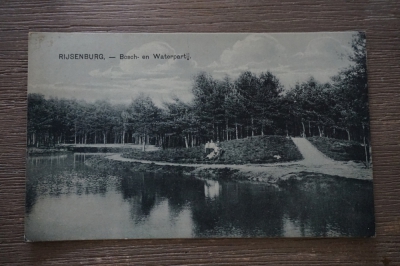 RIJSENBURG. — Bosch- en Waterpartij.